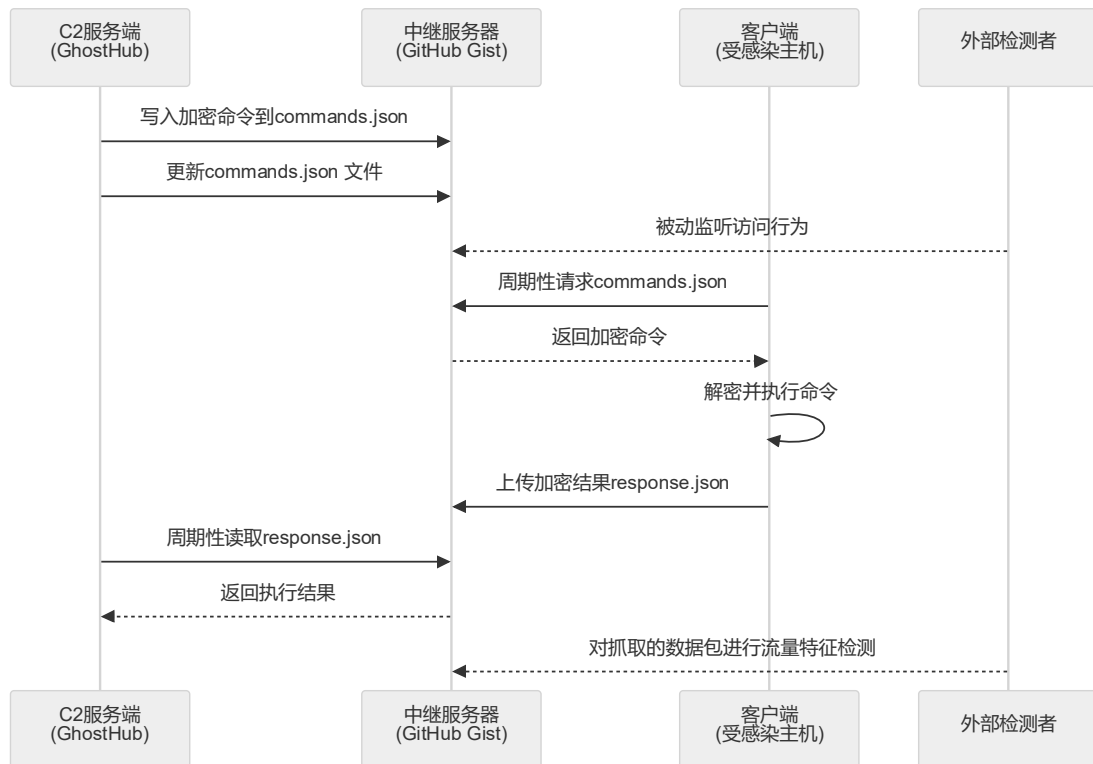 C2服务端
(GhostHub)
中继服务器
(GitHub Gist)
客户端
(受感染主机)
外部检测者
写入加密命令到commands.json
更新commands.json 文件
被动监听访问行为
周期性请求commands.json
返回加密命令
解密并执行命令
上传加密结果response.json
周期性读取response.json
返回执行结果
对抓取的数据包进行流量特征检测
C2服务端
(GhostHub)
中继服务器
(GitHub Gist)
客户端
(受感染主机)
外部检测者